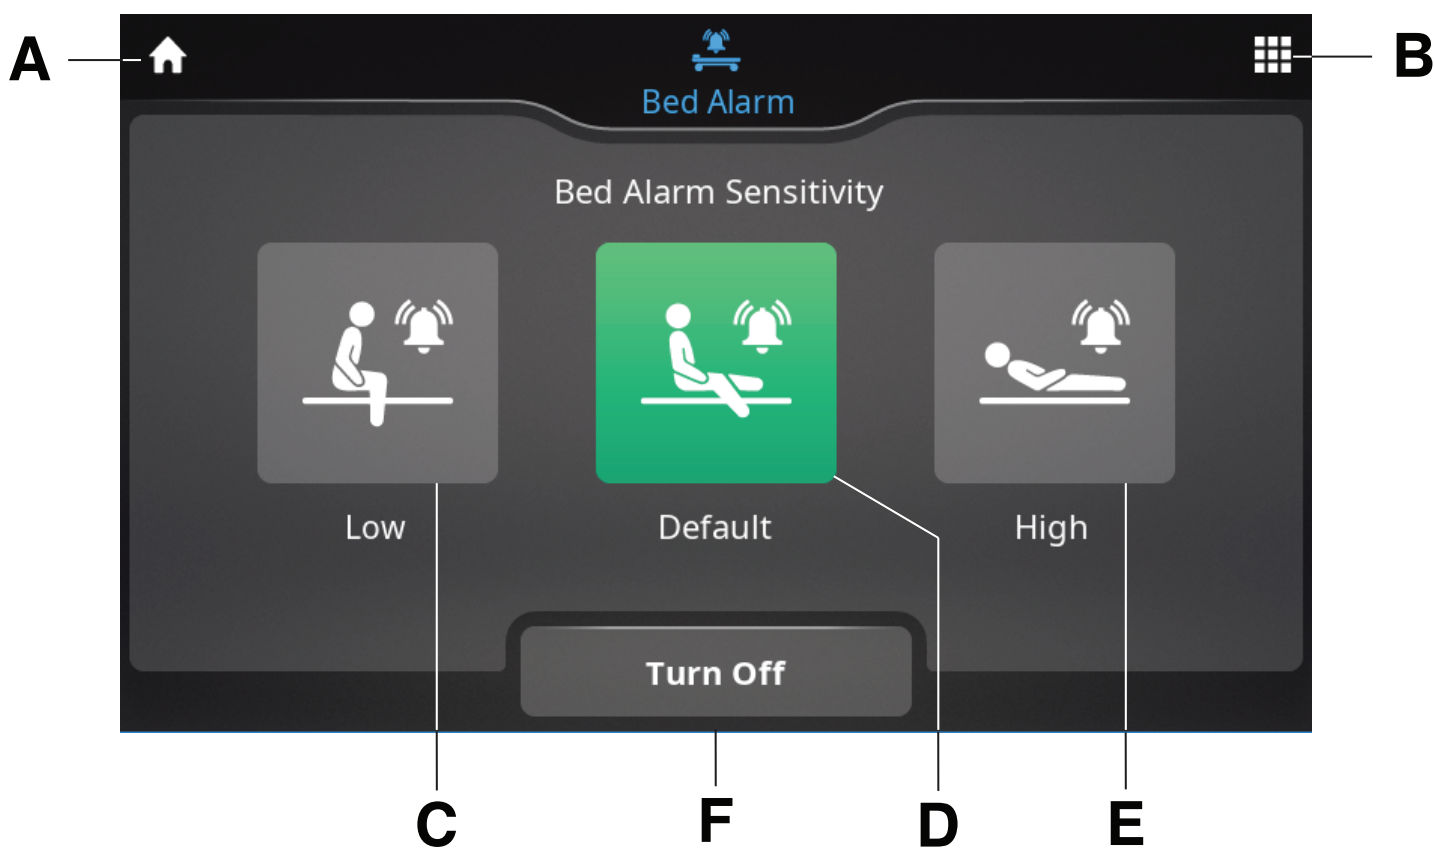 A
B
Bed Alarm
Bed Alarm Sensitivity
Low
Default
High
Turn Off
C
F
D
E